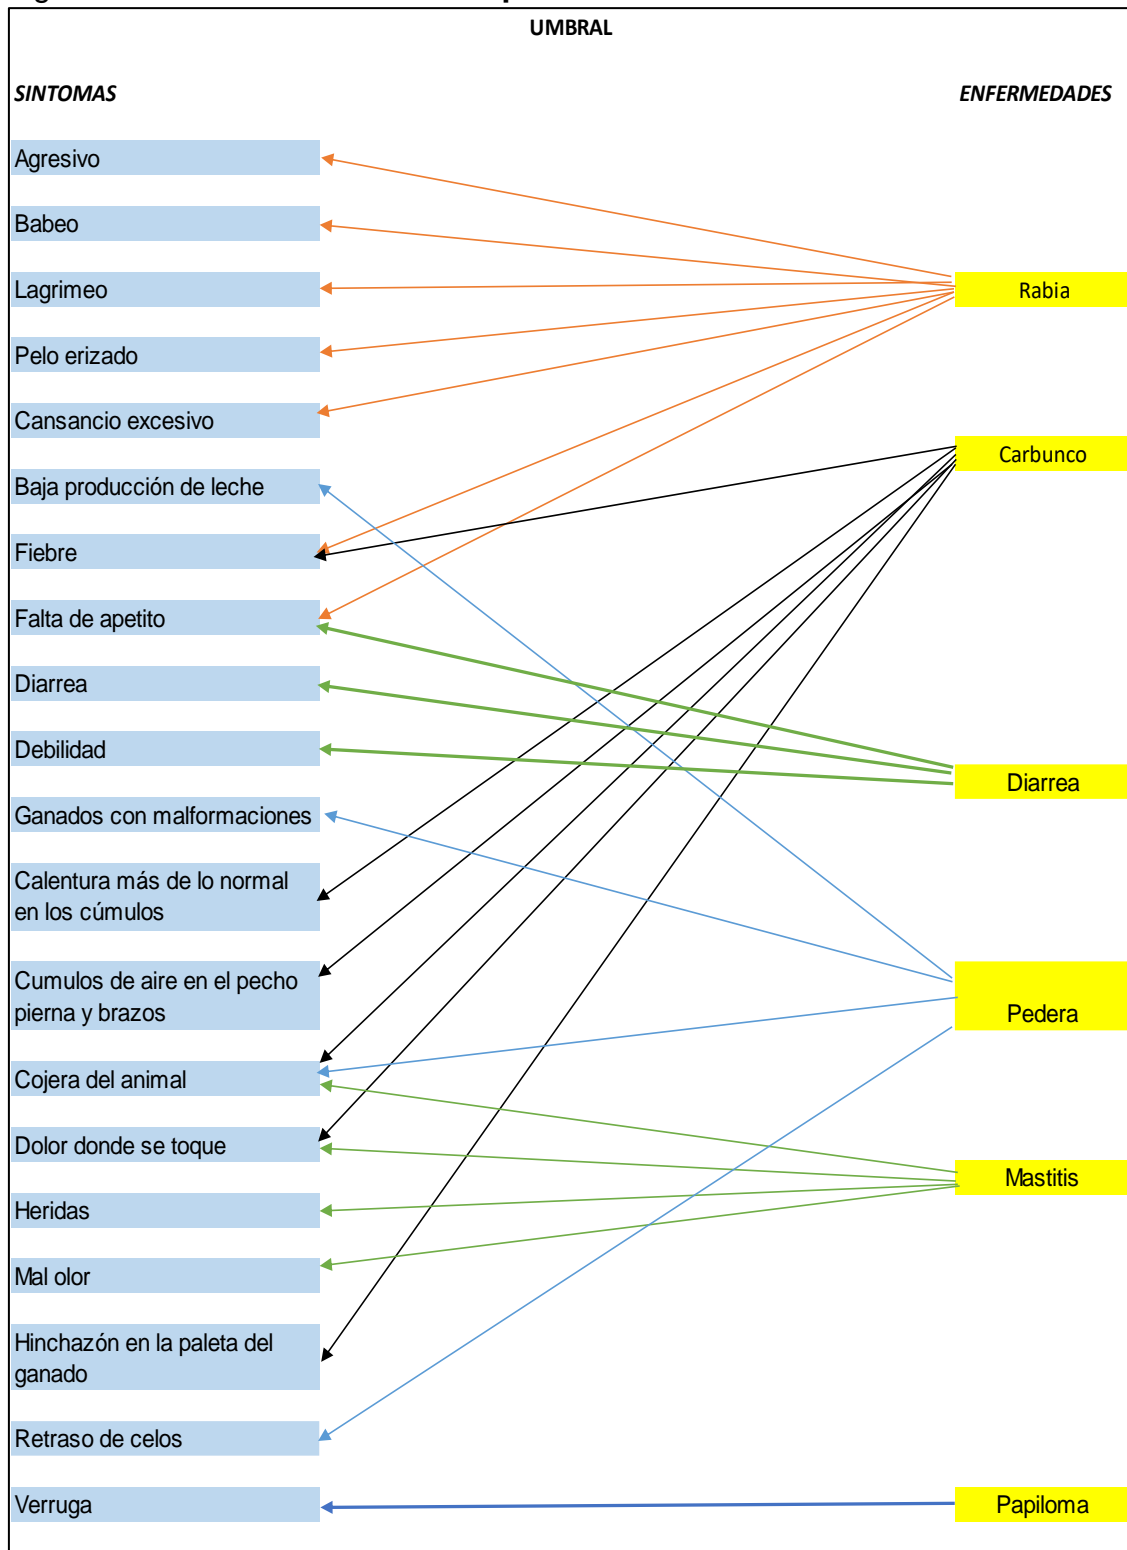 UMBRAL
SINTOMAS
ENFERMEDADES
Agresivo
Babeo
Lagrimeo
Rabia
Pelo erizado
Cansancio excesivo
Carbunco
Baja producción de leche
Fiebre
Falta de apetito
Diarrea
Debilidad
Diarrea
Ganados con malformaciones
Calentura más de lo normal
en los cúmulos
Cumulos de aire en el pecho
pierna y brazos
Pedera
Cojera del animal
Dolor donde se toque
Mastitis
Heridas
Mal olor
Hinchazón en la paleta del
ganado
Retraso de celos
Verruga
Papiloma